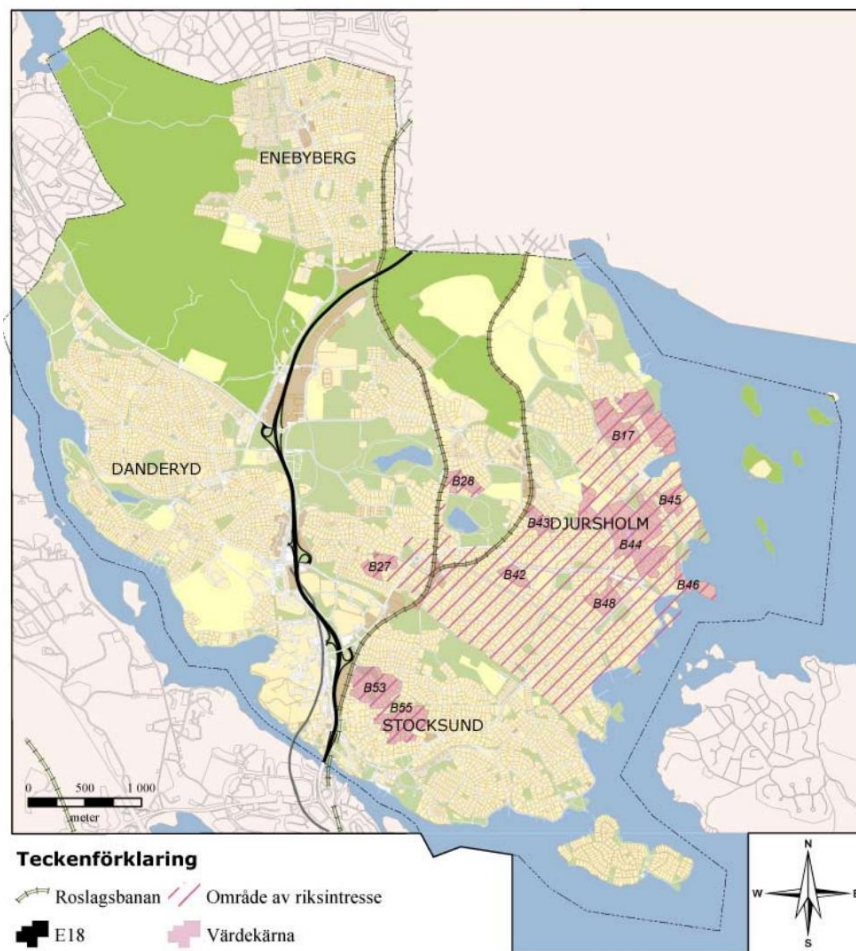 ENEBYBERG
B17
DANDERYD
B28
B45
B43
DJURSHOLM
B44
B27
B42
B46
B48
B53
B55
STOCKSUND
0 500 1 000
meter
Teckenförklaring
Roslagsbanan Område av riksintresse
E18 Värdekärna
N
W E
S